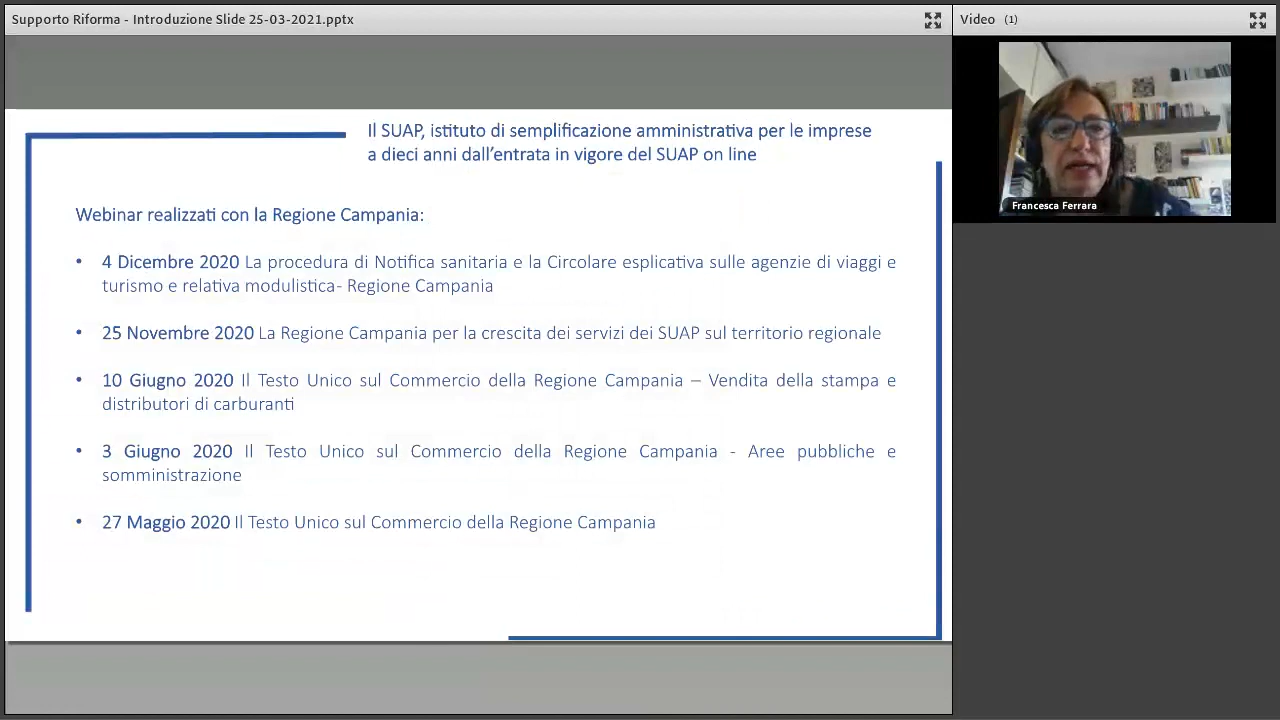 Supporto Riforma - Introduzione Slide 25-03-2021.pptx
Video (1)
Francesca Ferrara
Il SUAP, istituto di semplificazione amministrativa per le imprese
a dieci anni dall’entrata in vigore del SUAP on line
Webinar realizzati con la Regione Campania:
• 4 Dicembre 2020 La procedura di Notifica sanitaria e la Circolare esplicativa sulle agenzie di viaggi e
turismo e relativa modulistica- Regione Campania
• 25 Novembre 2020 La Regione Campania per la crescita dei servizi dei SUAP sul territorio regionale
• 10 Giugno 2020 Il Testo Unico sul Commercio della Regione Campania – Vendita della stampa e
distributori di carburanti
• 3 Giugno 2020 Il Testo Unico sul Commercio della Regione Campania - Aree pubbliche e
somministrazione
• 27 Maggio 2020 Il Testo Unico sul Commercio della Regione Campania